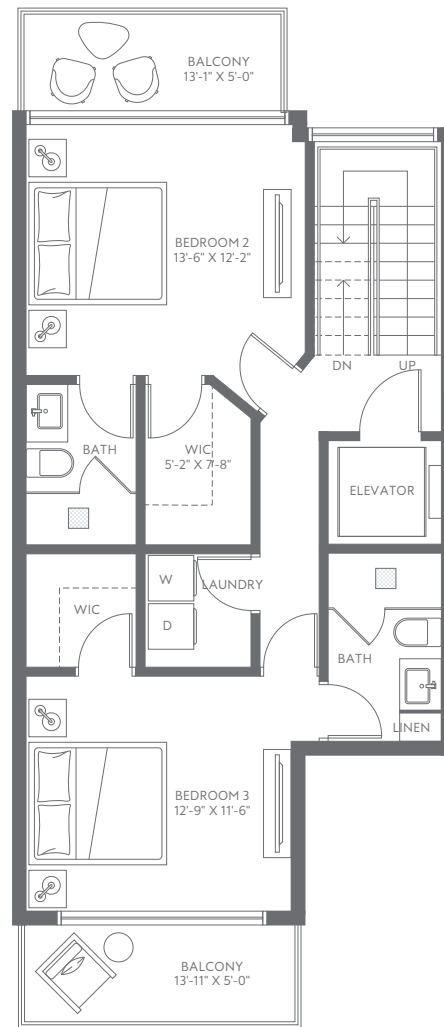 BALCONY
13'-1" X 5'-0"
BEDROOM 2
13'-6" X 12'-2"
DN UP
BATH
WIC
5'-2" X 7'-8"
ELEVATOR
W
LAUNDRY
WIC
D
BATH
LINEN
BEDROOM 3
12'-9" X 11'-6"
BALCONY
13'-11" X 5'-0"